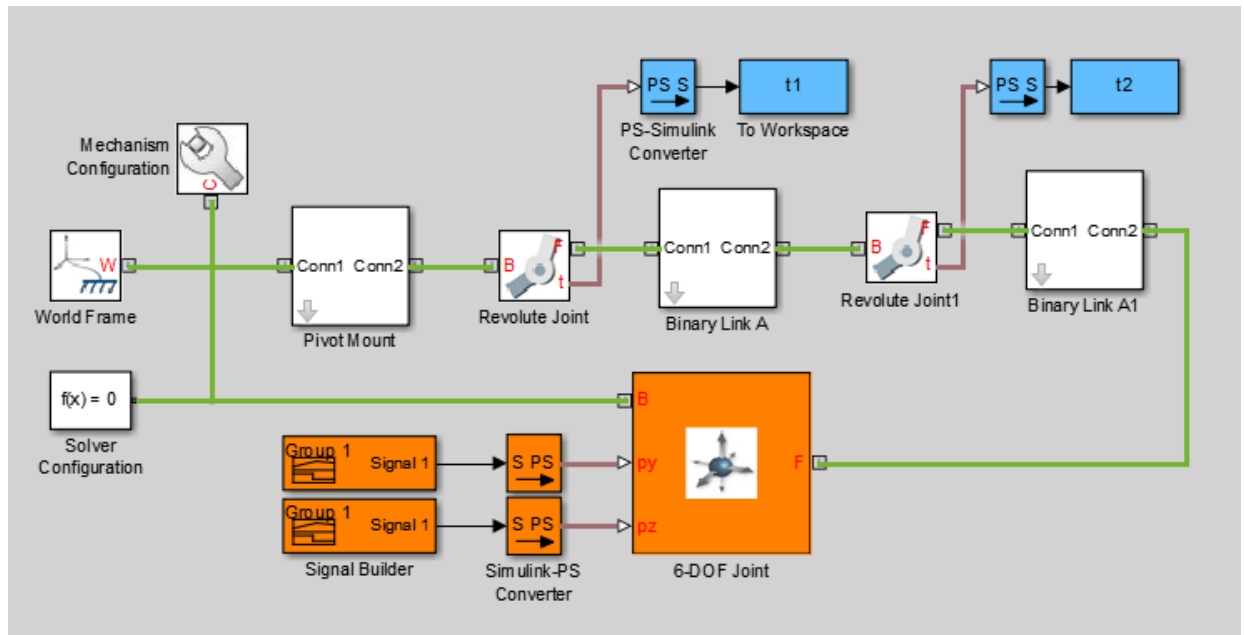 PS S
t1
PS S
t2
PS-Simulink
Converter
To Workspace
Mechanism
Configuration
C
W
World Frame
Conn1 Conn2
Pivot Mount
B
F
t
Revolute Joint
Conn1 Conn2
Binary Link A
B
F
t
Revolute Joint1
Conn1 Conn2
Binary Link A1
f(x) = 0
Solver
Configuration
Group 1
Signal 1
S PS
Group 1
Signal 1
S PS
Signal Builder
Simulink-PS
Converter
B
py
pz
F
6-DOF Joint